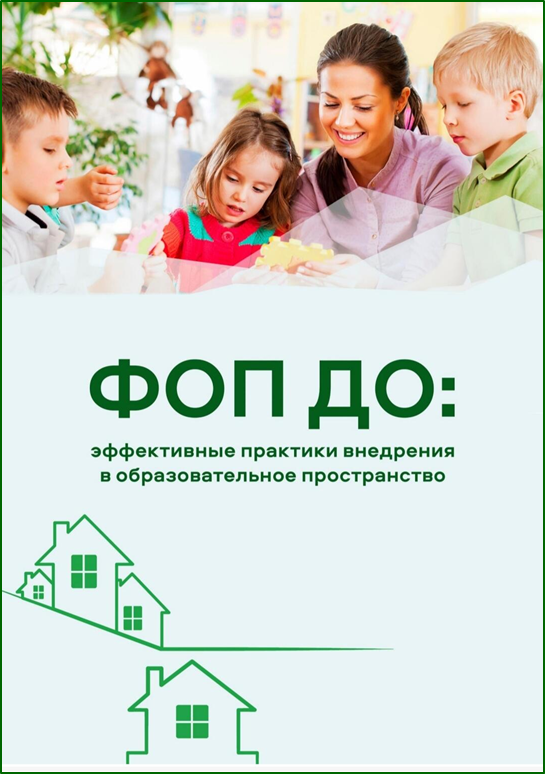 ФОП ДО:
эффективные практики внедрения
в образовательное пространство